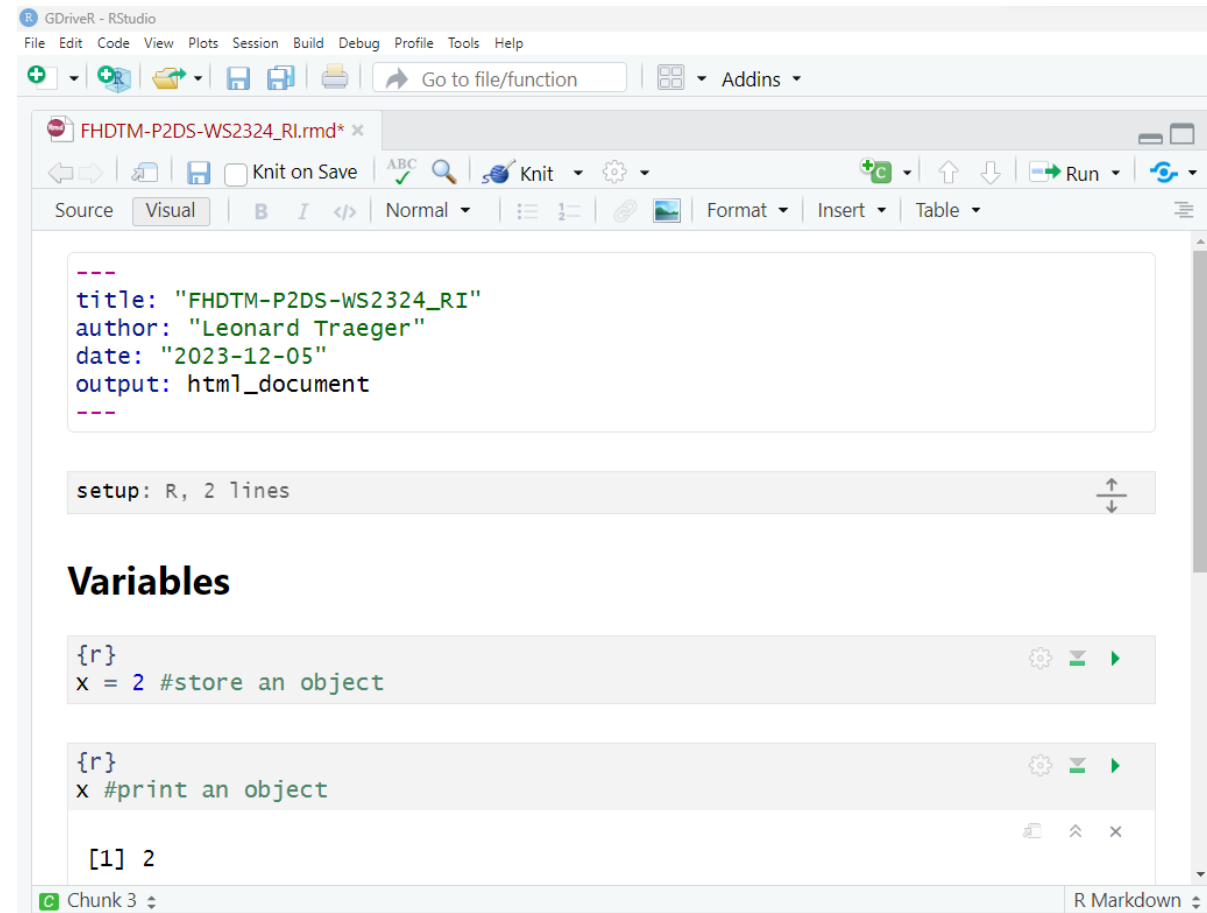 GDriveR - RStudio
File Edit Code View Plots Session Build Debug Profile Tools Help
Go to file/function Addins
FHDTM-P2DS-WS2324_RI.rmd*
Knit on Save ABC Knit Run
Source Visual B I </> Normal Format Insert Table
---
title: "FHDTM-P2DS-WS2324_RI"
author: "Leonard Traeger"
date: "2023-12-05"
output: html_document
---
setup: R, 2 lines
Variables
{r}
x = 2 #store an object
{r}
x #print an object
[1] 2
C Chunk 3 R Markdown